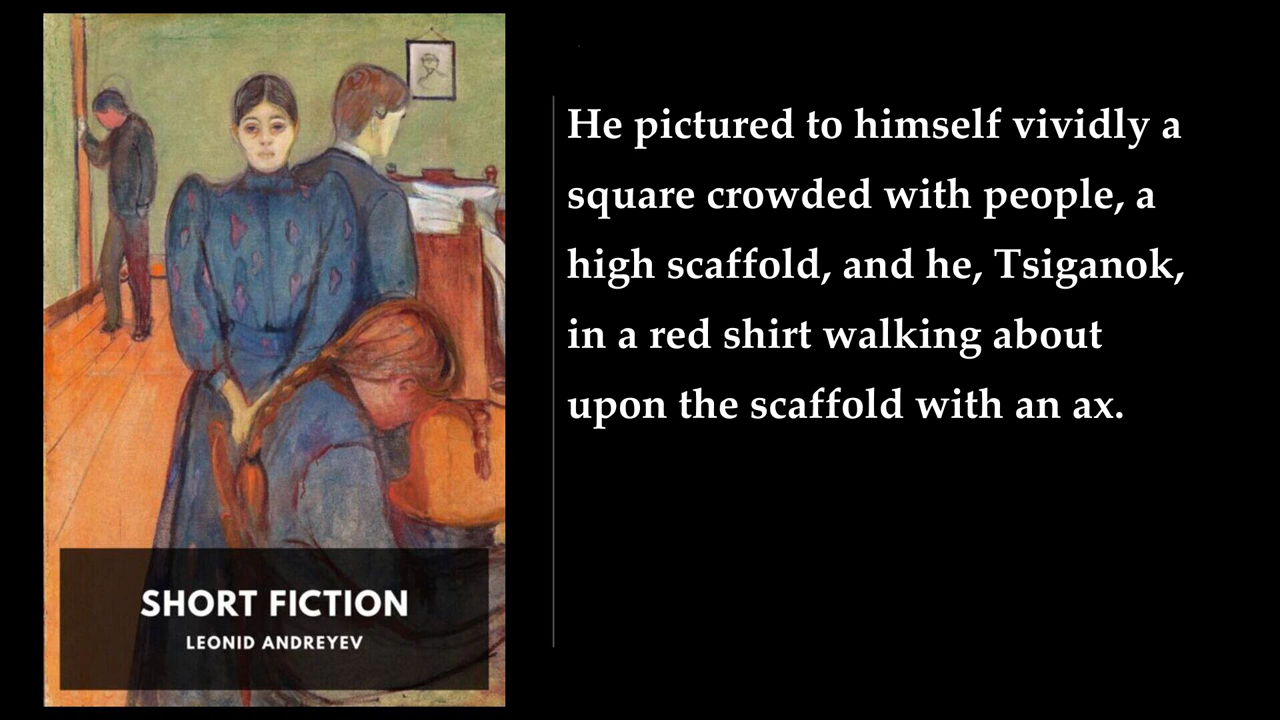 He pictured to himself vividly a
square crowded with people, a
high scaffold, and he, Tsiganok,
in a red shirt walking about
upon the scaffold with an ax.
SHORT FICTION
LEONID ANDREYEV